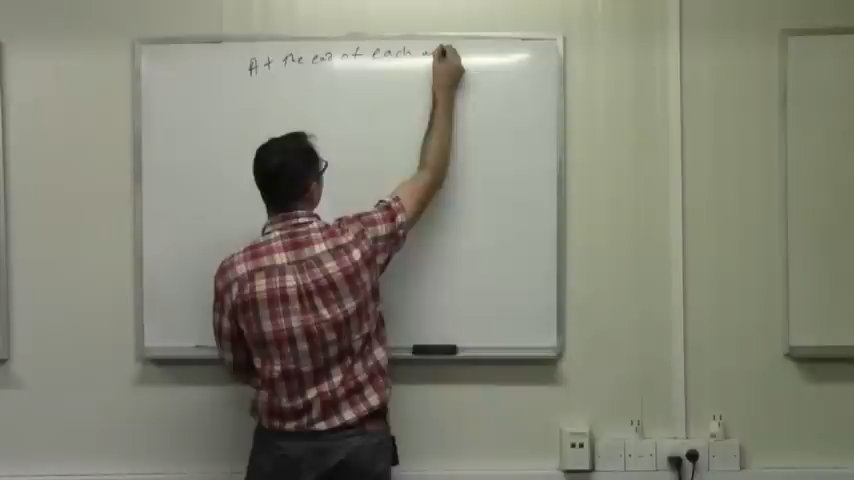 At the end of each